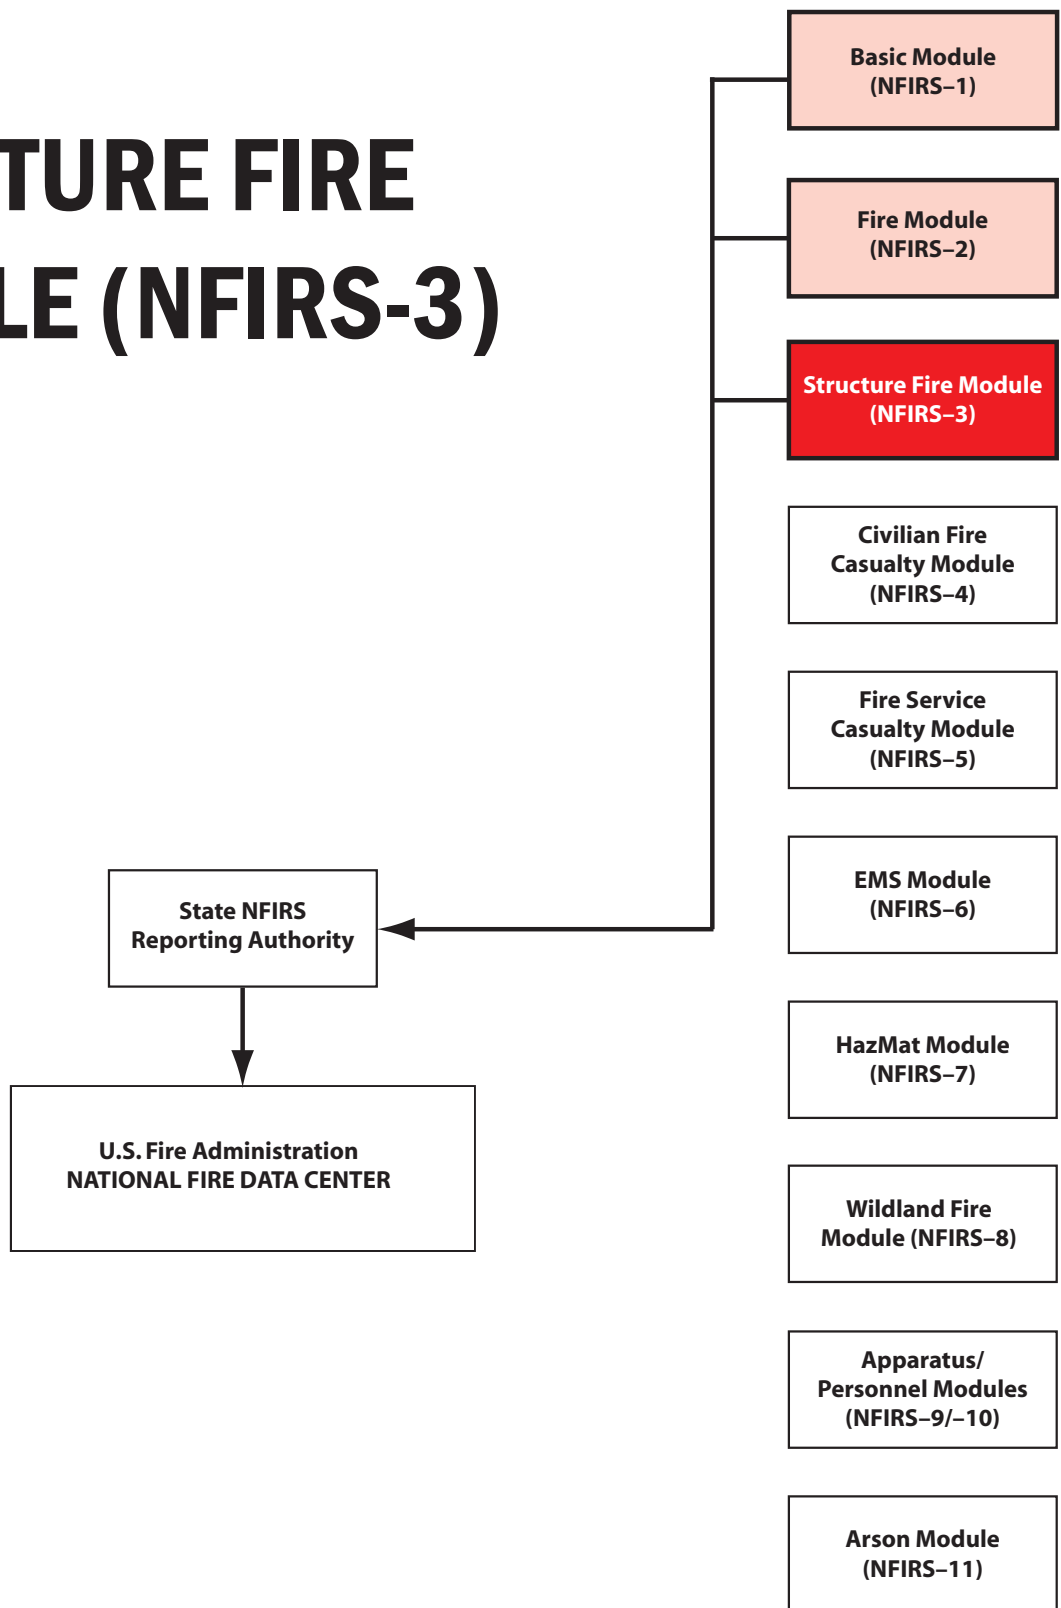 TURE FIRE
LE (NFIRS-3)
Basic Module
(NFIRS–1)
Fire Module
(NFIRS–2)
Structure Fire Module
(NFIRS–3)
Civilian Fire
Casualty Module
(NFIRS–4)
Fire Service
Casualty Module
(NFIRS–5)
EMS Module
(NFIRS–6)
HazMat Module
(NFIRS–7)
Wildland Fire
Module (NFIRS–8)
Apparatus/
Personnel Modules
(NFIRS–9/–10)
Arson Module
(NFIRS–11)
State NFIRS
Reporting Authority
U.S. Fire Administration
NATIONAL FIRE DATA CENTER